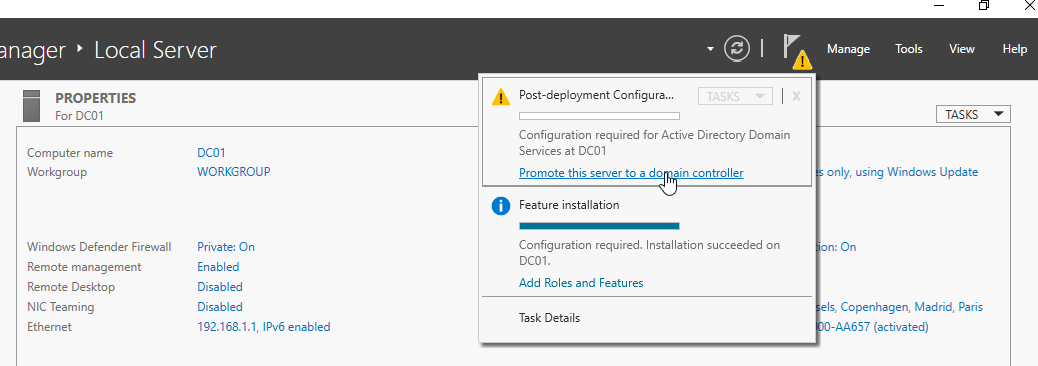 anager ‣ Local Server
Manage Tools View Help
PROPERTIES
For DC01
TASKS
Computer name DC01
Workgroup WORKGROUP
Windows Defender Firewall Private: On
Remote management Enabled
Remote Desktop Disabled
NIC Teaming Disabled
Ethernet 192.168.1.1, IPv6 enabled
Post-deployment Configura... TASKS X
Configuration required for Active Directory Domain
Services at DC01
Promote this server to a domain controller
Feature installation
Configuration required. Installation succeeded on
DC01.
Add Roles and Features
Task Details
s only, using Windows Update
ion: On
sels, Copenhagen, Madrid, Paris
00-AA657 (activated)